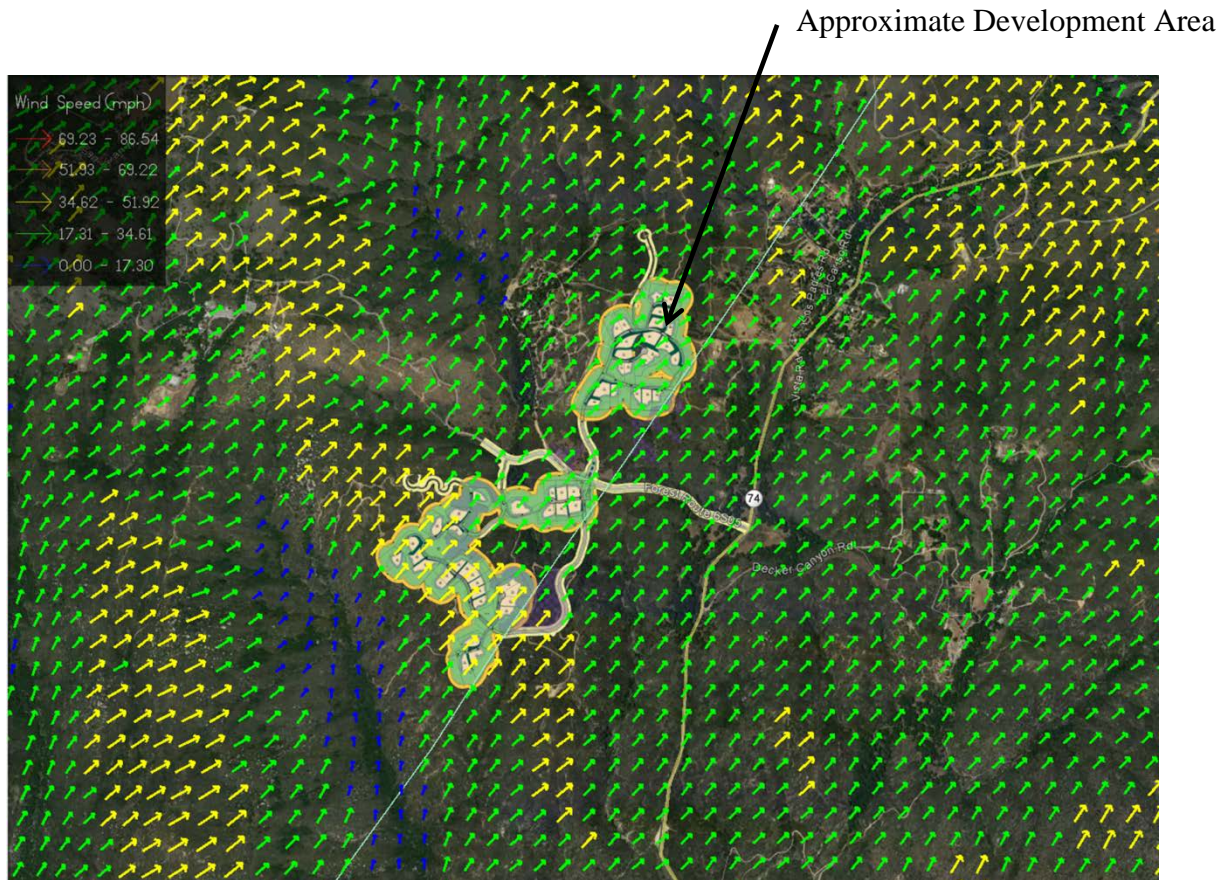 Approximate Development Area
Wind Speed (mph)
69.23 - 86.54
51.93 - 69.22
34.62 - 51.92
17.31 - 34.61
0.00 - 17.30
74
Decker Canyon Rd